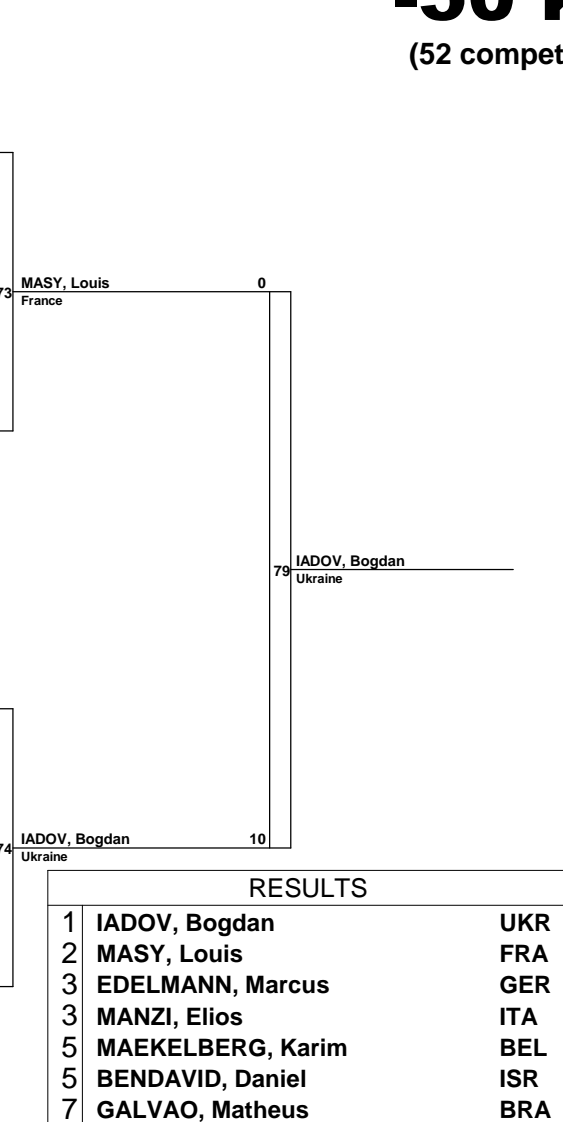 (52 compet
73 MASY, Louis 0
France
79 IADOV, Bogdan
Ukraine
74 IADOV, Bogdan 10
Ukraine
RESULTS
1 IADOV, Bogdan UKR
2 MASY, Louis FRA
3 EDELMANN, Marcus GER
3 MANZI, Elios ITA
5 MAEKELBERG, Karim BEL
5 BENDAVID, Daniel ISR
7 GALVAO, Matheus BRA